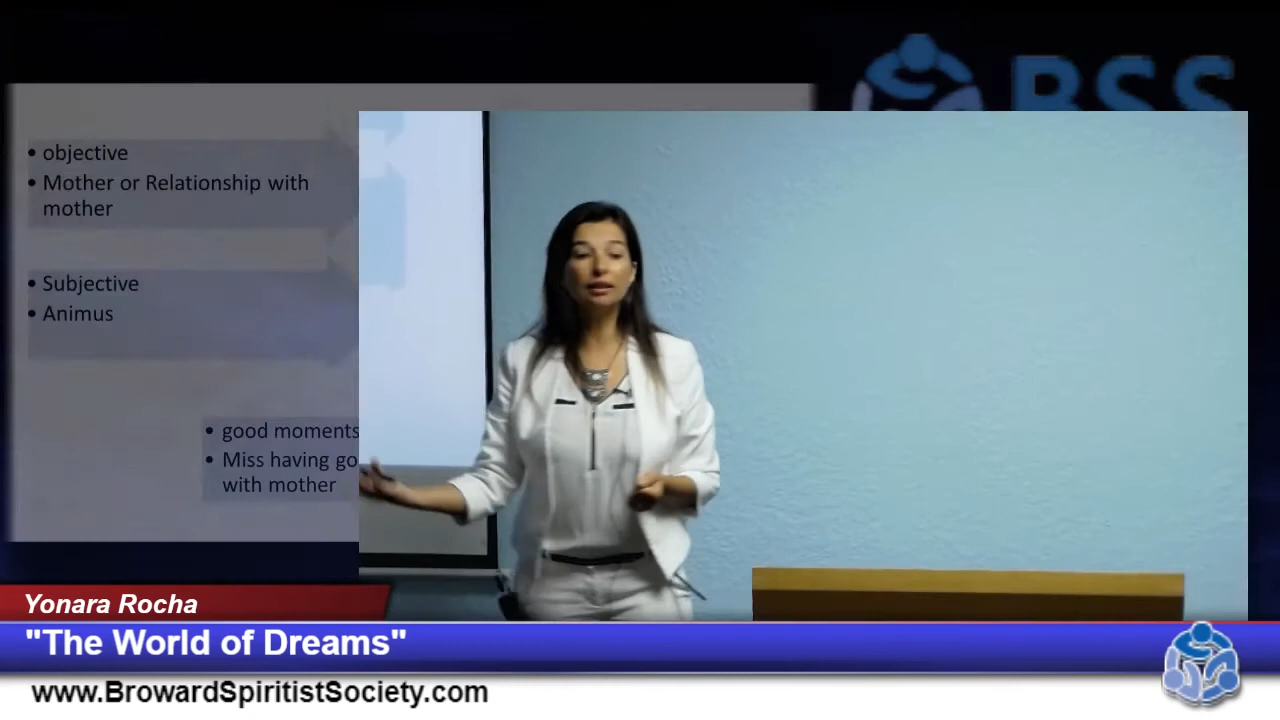 BSS
• objective
• Mother or Relationship with
mother
• Subjective
• Animus
• good moments
• Miss having go
with mother
Yonara Rocha
"The World of Dreams"
www.BrowardSpiritistSociety.com